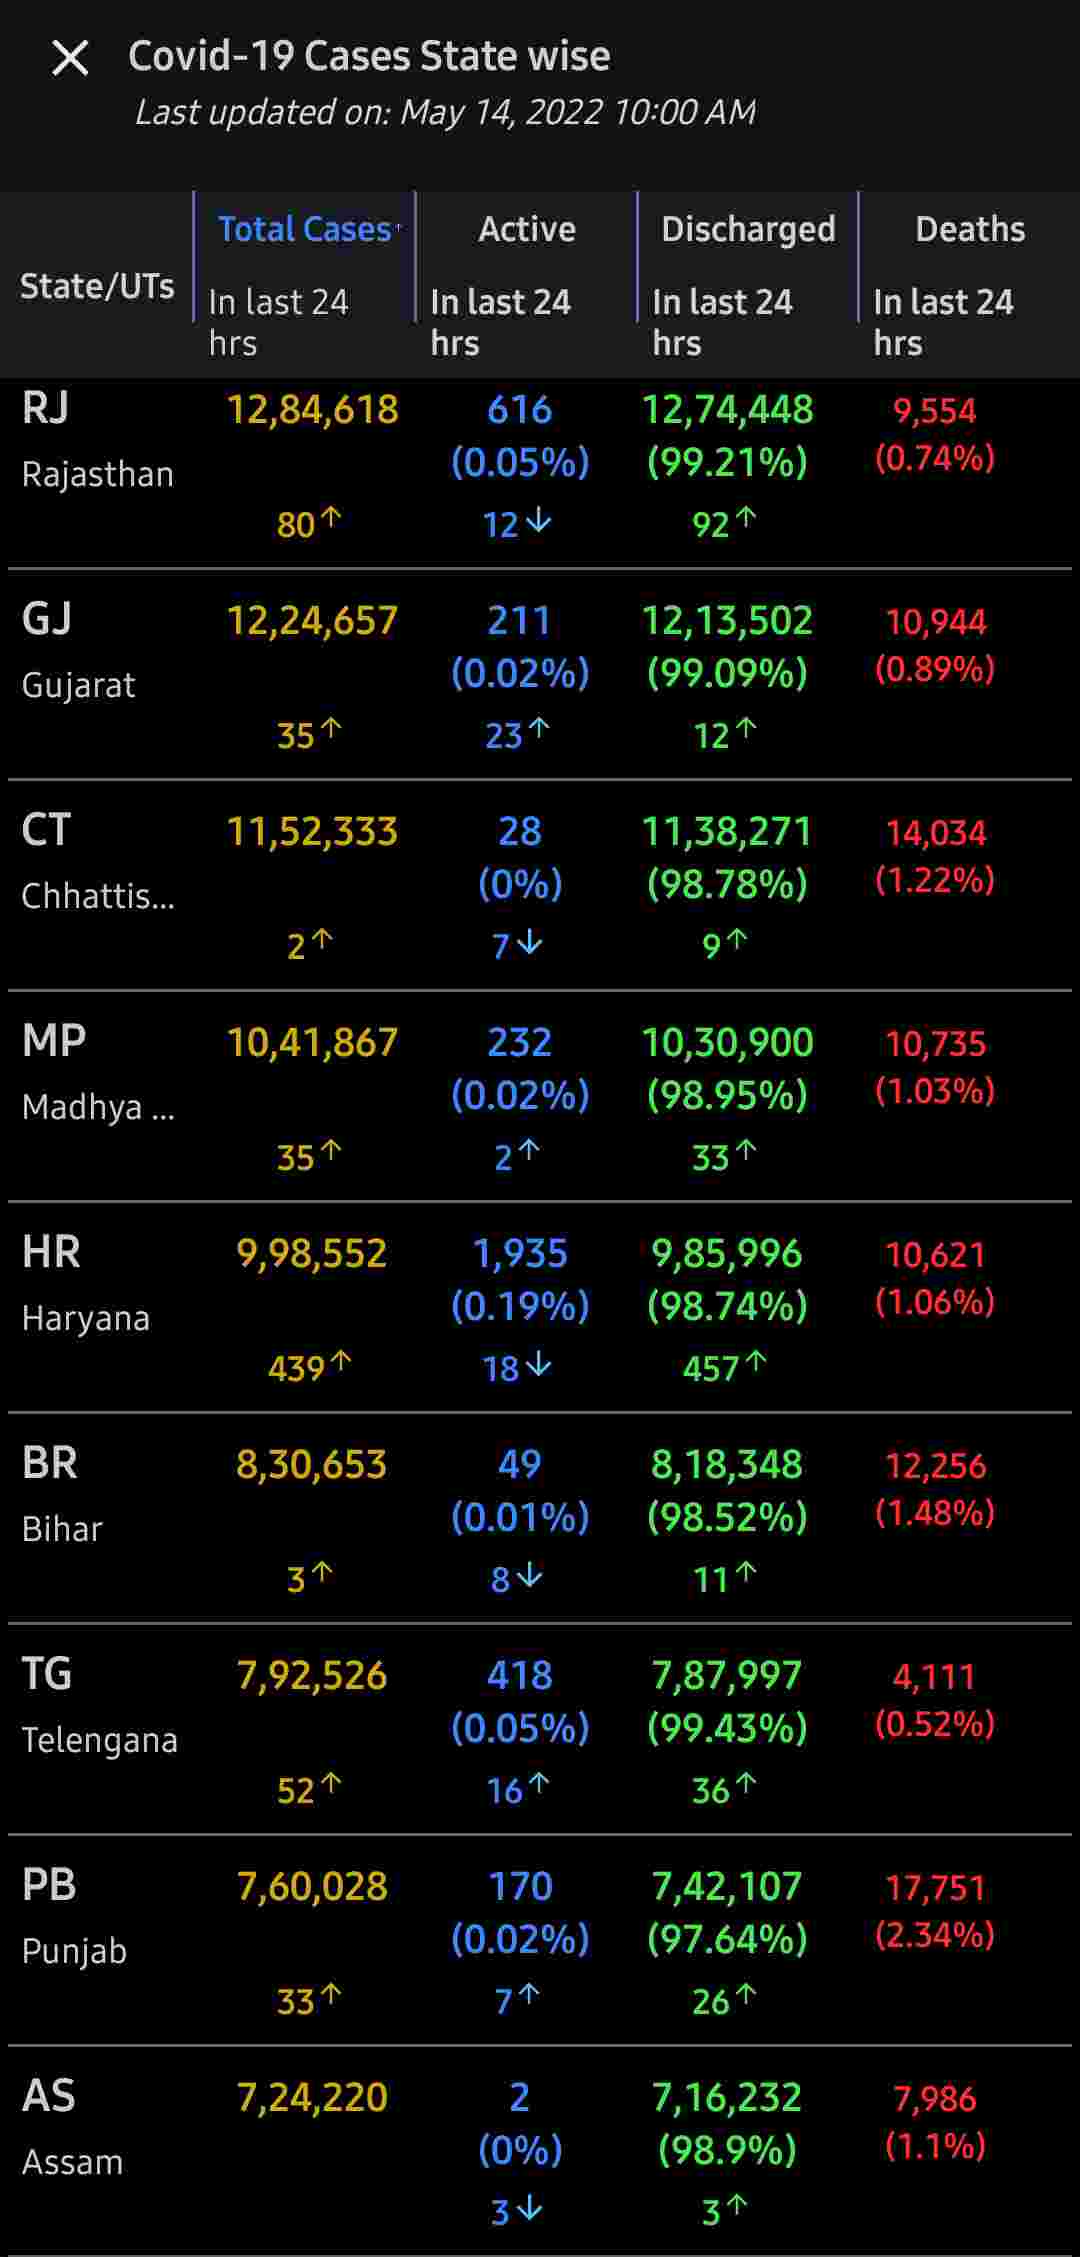 Covid-19 Cases State wise
Last updated on: May 14, 2022 10:00 AM
State/UTs Total Cases↑ Active Discharged Deaths
In last 24 hrs In last 24 hrs In last 24 hrs In last 24 hrs
RJ 12,84,618 616 12,74,448 9,554
Rajasthan (0.05%) (99.21%) (0.74%)
80↑ 12↓ 92↑
GJ 12,24,657 211 12,13,502 10,944
Gujarat (0.02%) (99.09%) (0.89%)
35↑ 23↑ 12↑
CT 11,52,333 28 11,38,271 14,034
Chhattis... (0%) (98.78%) (1.22%)
2↑ 7↓ 9↑
MP 10,41,867 232 10,30,900 10,735
Madhya ... (0.02%) (98.95%) (1.03%)
35↑ 2↑ 33↑
HR 9,98,552 1,935 9,85,996 10,621
Haryana (0.19%) (98.74%) (1.06%)
439↑ 18↓ 457↑
BR 8,30,653 49 8,18,348 12,256
Bihar (0.01%) (98.52%) (1.48%)
3↑ 8↓ 11↑
TG 7,92,526 418 7,87,997 4,111
Telengana (0.05%) (99.43%) (0.52%)
52↑ 16↑ 36↑
PB 7,60,028 170 7,42,107 17,751
Punjab (0.02%) (97.64%) (2.34%)
33↑ 7↑ 26↑
AS 7,24,220 2 7,16,232 7,986
Assam (0%) (98.9%) (1.1%)
3↓ 3↑